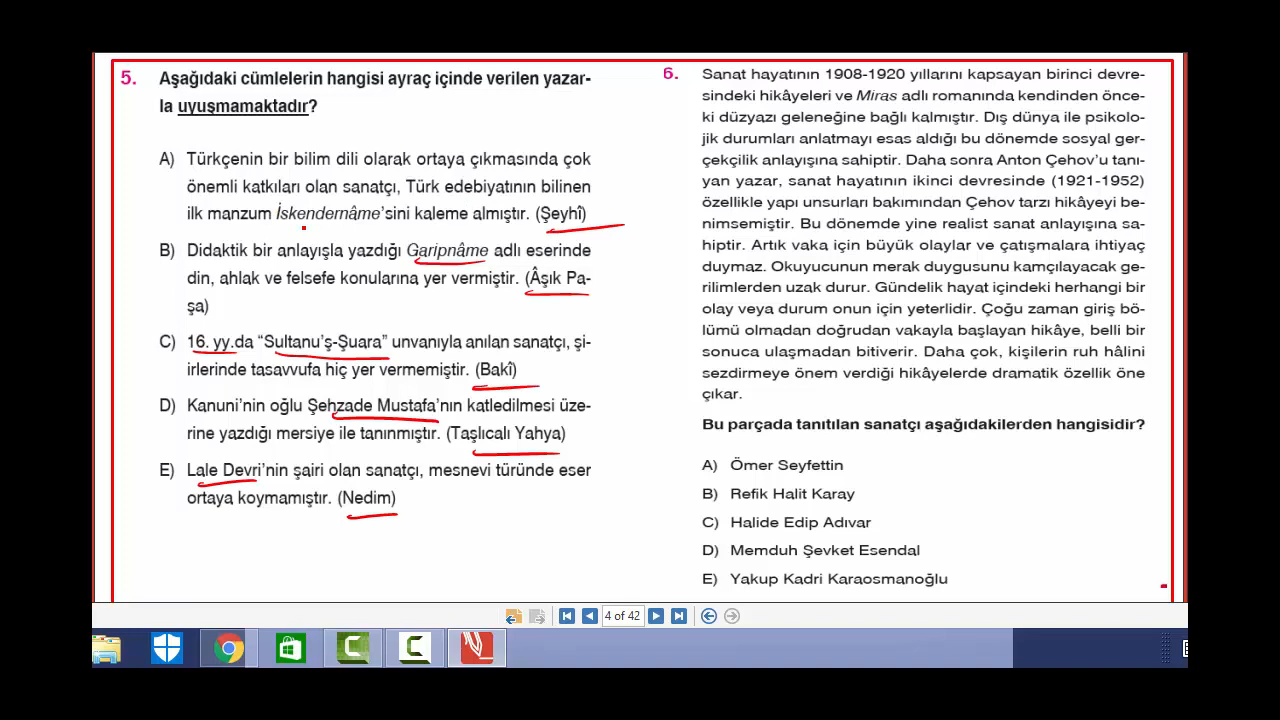 5. Aşağıdaki cümlelerin hangisi ayraç içinde verilen yazar-
la uyuşmamaktadır?
A) Türkçenin bir bilim dili olarak ortaya çıkmasında çok
önemli katkıları olan sanatçı, Türk edebiyatının bilinen
ilk manzum İskendernâme'sini kaleme almıştır. (Şeyhî)
B) Didaktik bir anlayışla yazdığı Garipnâme adlı eserinde
din, ahlak ve felsefe konularına yer vermiştir. (Âşık Pa-
şa)
C) 16. yy.da “Sultanu’ş-Şuara” unvanıyla anılan sanatçı, şi-
irlerinde tasavvufa hiç yer vermemiştir. (Bakî)
D) Kanuni’nin oğlu Şehzade Mustafa’nın katledilmesi üze-
rine yazdığı mersiye ile tanınmıştır. (Taşlıcalı Yahya)
E) Lale Devri’nin şairi olan sanatçı, mesnevi türünde eser
ortaya koymamıştır. (Nedim)
6. Sanat hayatının 1908-1920 yıllarını kapsayan birinci devre-
sindeki hikâyeleri ve Miras adlı romanında kendinden önce-
ki düzyazı geleneğine bağlı kalmıştır. Dış dünya ile psikolo-
jik durumları anlatmayı esas aldığı bu dönemde sosyal ger-
çekçilik anlayışına sahiptir. Daha sonra Anton Çehov’u tanı-
yan yazar, sanat hayatının ikinci devresinde (1921-1952)
özellikle yapı unsurları bakımından Çehov tarzı hikâyeyi be-
nimsemiştir. Bu dönemde yine realist sanat anlayışına sa-
hiptir. Artık vaka için büyük olaylar ve çatışmalara ihtiyaç
duymaz. Okuyucunun merak duygusunu kamçılayacak ge-
rilimlerden uzak durur. Gündelik hayat içindeki herhangi bir
olay veya durum onun için yeterlidir. Çoğu zaman giriş bö-
lümü olmadan doğrudan vakayla başlayan hikâye, belli bir
sonuca ulaşmadan bitiverir. Daha çok, kişilerin ruh hâlini
sezdirmeye önem verdiği hikâyelerde dramatik özellik öne
çıkar.
Bu parçada tanıtılan sanatçı aşağıdakilerden hangisidir?
A) Ömer Seyfettin
B) Refik Halit Karay
C) Halide Edip Adıvar
D) Memduh Şevket Esendal
E) Yakup Kadri Karaosmanoğlu
4 of 42